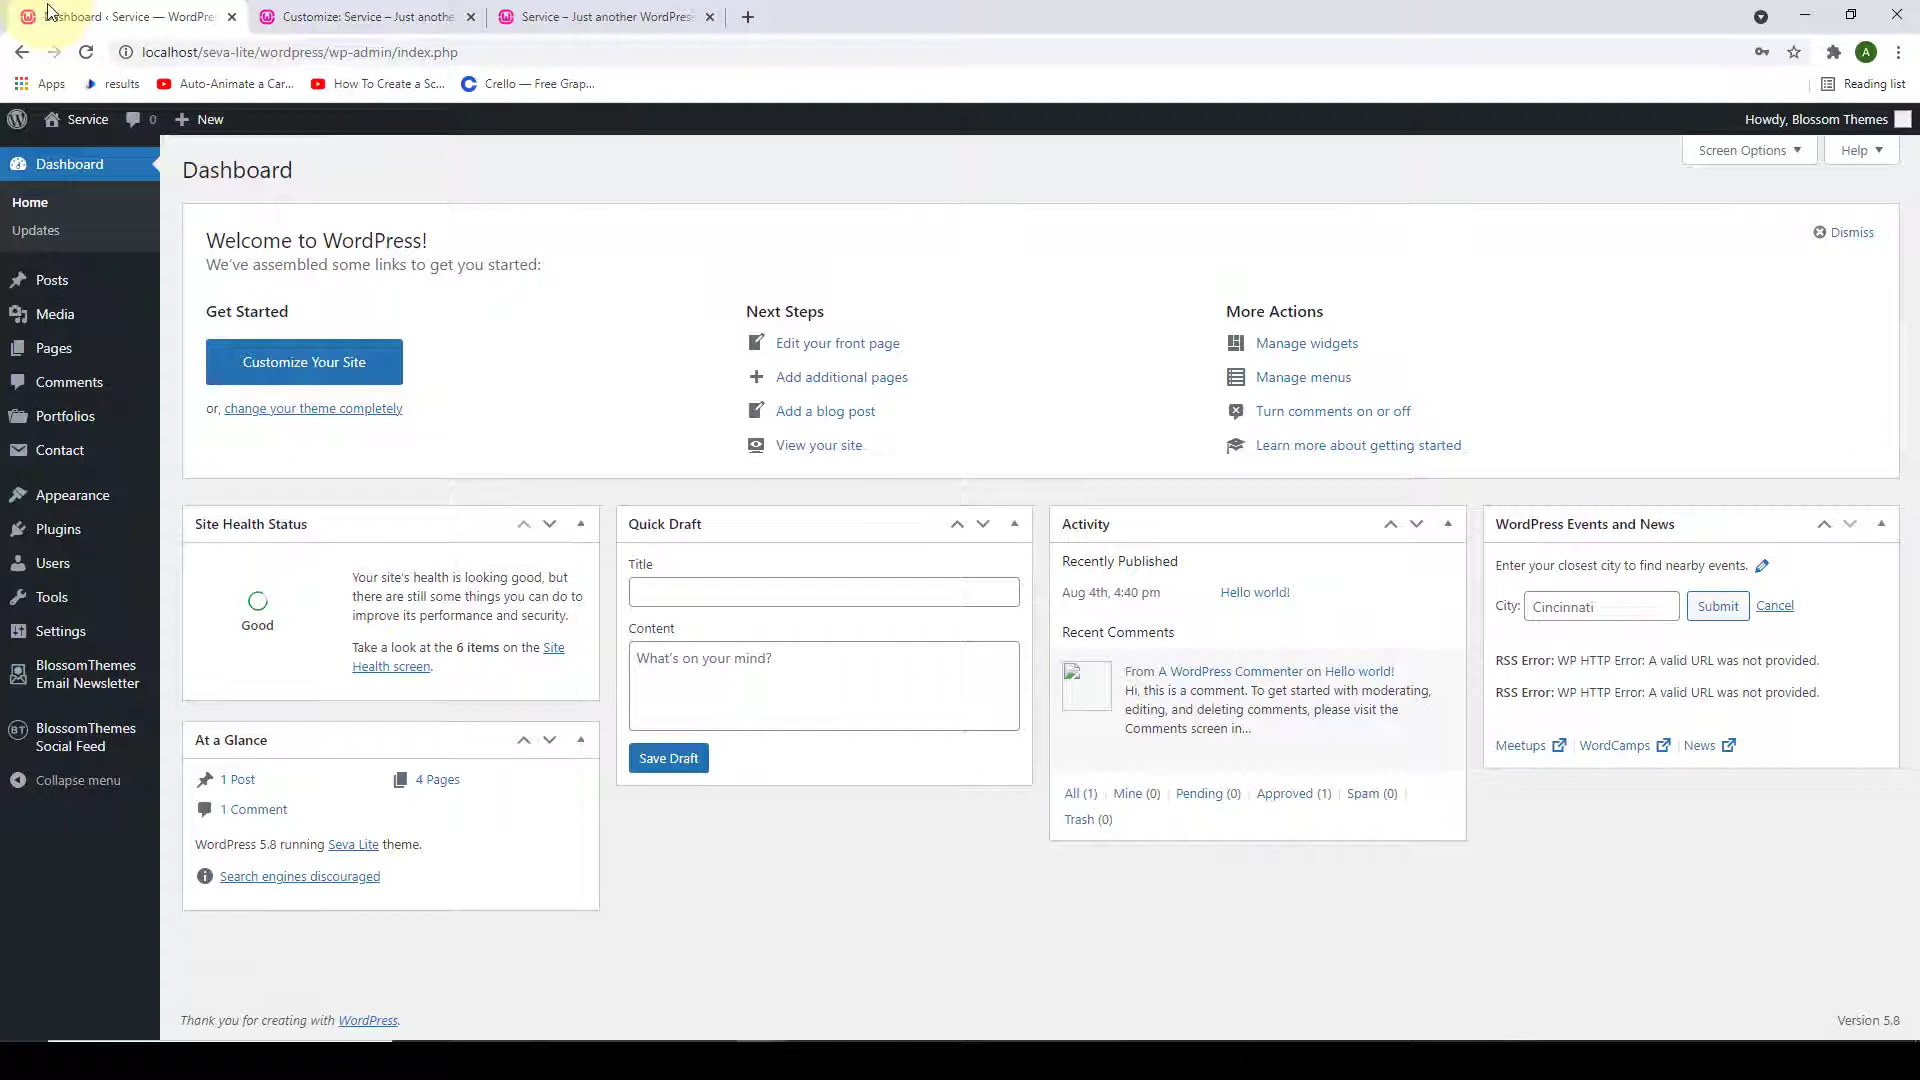 Dashboard ‹ Service — WordPre
Customize: Service – Just anothe
Service – Just another WordPress
localhost/seva-lite/wordpress/wp-admin/index.php
A
Apps
results
Auto-Animate a Car...
How To Create a Sc...
Crello — Free Grap...
Reading list
Service
0
New
Howdy, Blossom Themes
Dashboard
Home
Updates
Posts
Media
Pages
Comments
Portfolios
Contact
Appearance
Plugins
Users
Tools
Settings
BlossomThemes
Email Newsletter
BT
BlossomThemes
Social Feed
Collapse menu
Dashboard
Screen Options
Help
Welcome to WordPress!
We've assembled some links to get you started:
Dismiss
Get Started
Customize Your Site
or, change your theme completely
Next Steps
Edit your front page
Add additional pages
Add a blog post
View your site
More Actions
Manage widgets
Manage menus
Turn comments on or off
Learn more about getting started
Site Health Status
Good
Your site's health is looking good, but
there are still some things you can do to
improve its performance and security.
Take a look at the 6 items on the Site
Health screen.
At a Glance
1 Post
4 Pages
1 Comment
WordPress 5.8 running Seva Lite theme.
Search engines discouraged
Quick Draft
Title
Content
What's on your mind?
Save Draft
Activity
Recently Published
Aug 4th, 4:40 pm
Hello world!
Recent Comments
From A WordPress Commenter on Hello world!
Hi, this is a comment. To get started with moderating,
editing, and deleting comments, please visit the
Comments screen in...
All (1) | Mine (0) | Pending (0) | Approved (1) | Spam (0) |
Trash (0)
WordPress Events and News
Enter your closest city to find nearby events.
City:
Cincinnati
Submit
Cancel
RSS Error: WP HTTP Error: A valid URL was not provided.
RSS Error: WP HTTP Error: A valid URL was not provided.
Meetups | WordCamps | News
Thank you for creating with WordPress.
Version 5.8